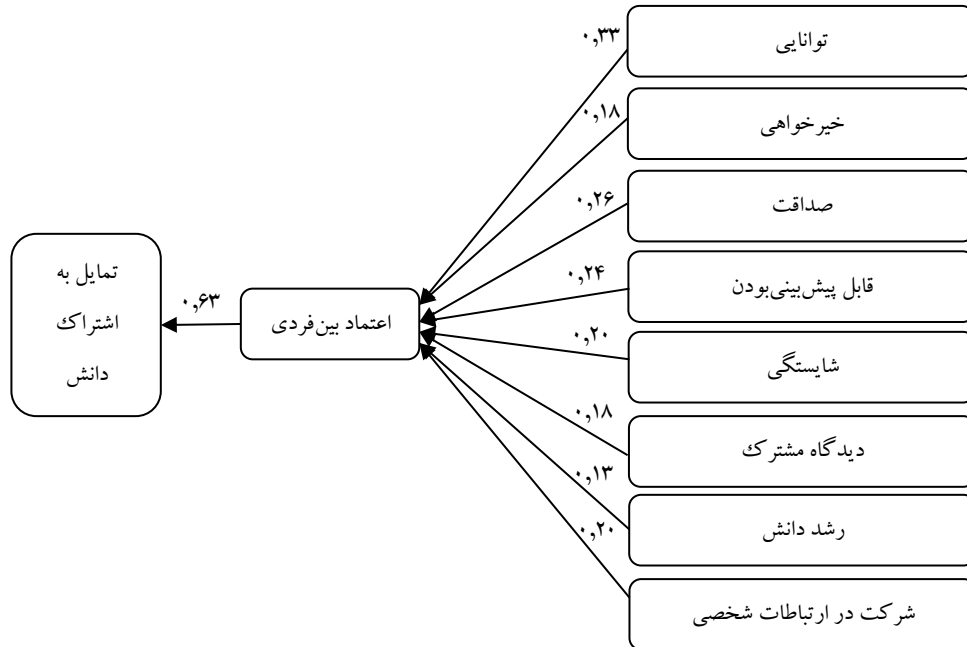 توانایی
۰,۳۳
خیرخواهی
۰,۱۸
صداقت
۰,۲۶
قابل پیش‌بینی‌بودن
۰,۲۴
شایستگی
۰,۲۰
دیدگاه مشترک
۰,۱۸
رشد دانش
۰,۱۳
شرکت در ارتباطات شخصی
۰,۲۰
اعتماد بین‌فردی
۰,۶۳
تمایل به
اشتراک
دانش